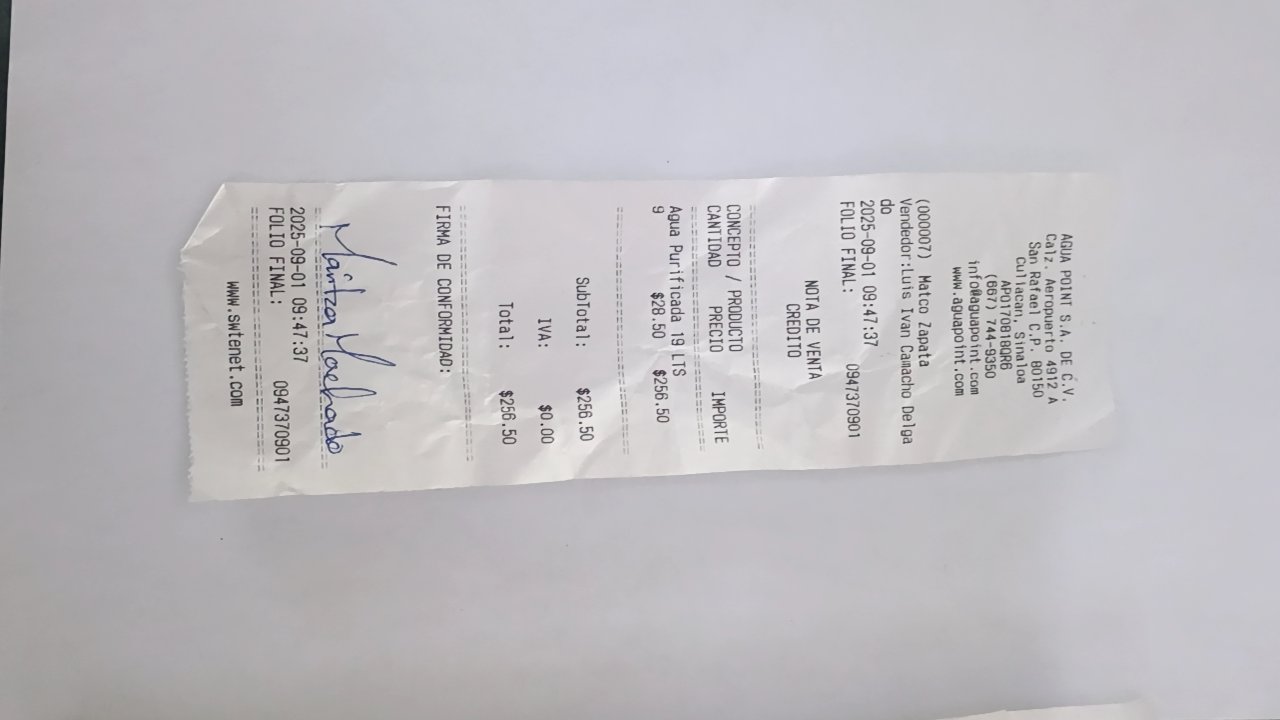 AGUA POINT S.A. DE C.V.
Calz. Aeropuerto 4912 A
San Rafael C.P. 80150
Culiacan, Sinaloa
APO170818QR6
(667) 744-9350
info@aguapoint.com
www.aguapoint.com
(000007) Matco Zapata
Vendedor:Luis Ivan Camacho Delga
do
2025-09-01 09:47:37
FOLIO FINAL: 0947370901
NOTA DE VENTA
CREDITO
================================
CONCEPTO / PRODUCTO
CANTIDAD PRECIO IMPORTE
================================
Agua Purificada 19 LTS
9 $28.50 $256.50
================================
SubTotal: $256.50
IVA: $0.00
Total: $256.50
================================
FIRMA DE CONFORMIDAD:
Maritza Machado
================================
2025-09-01 09:47:37
FOLIO FINAL: 0947370901
================================
www.swtenet.com